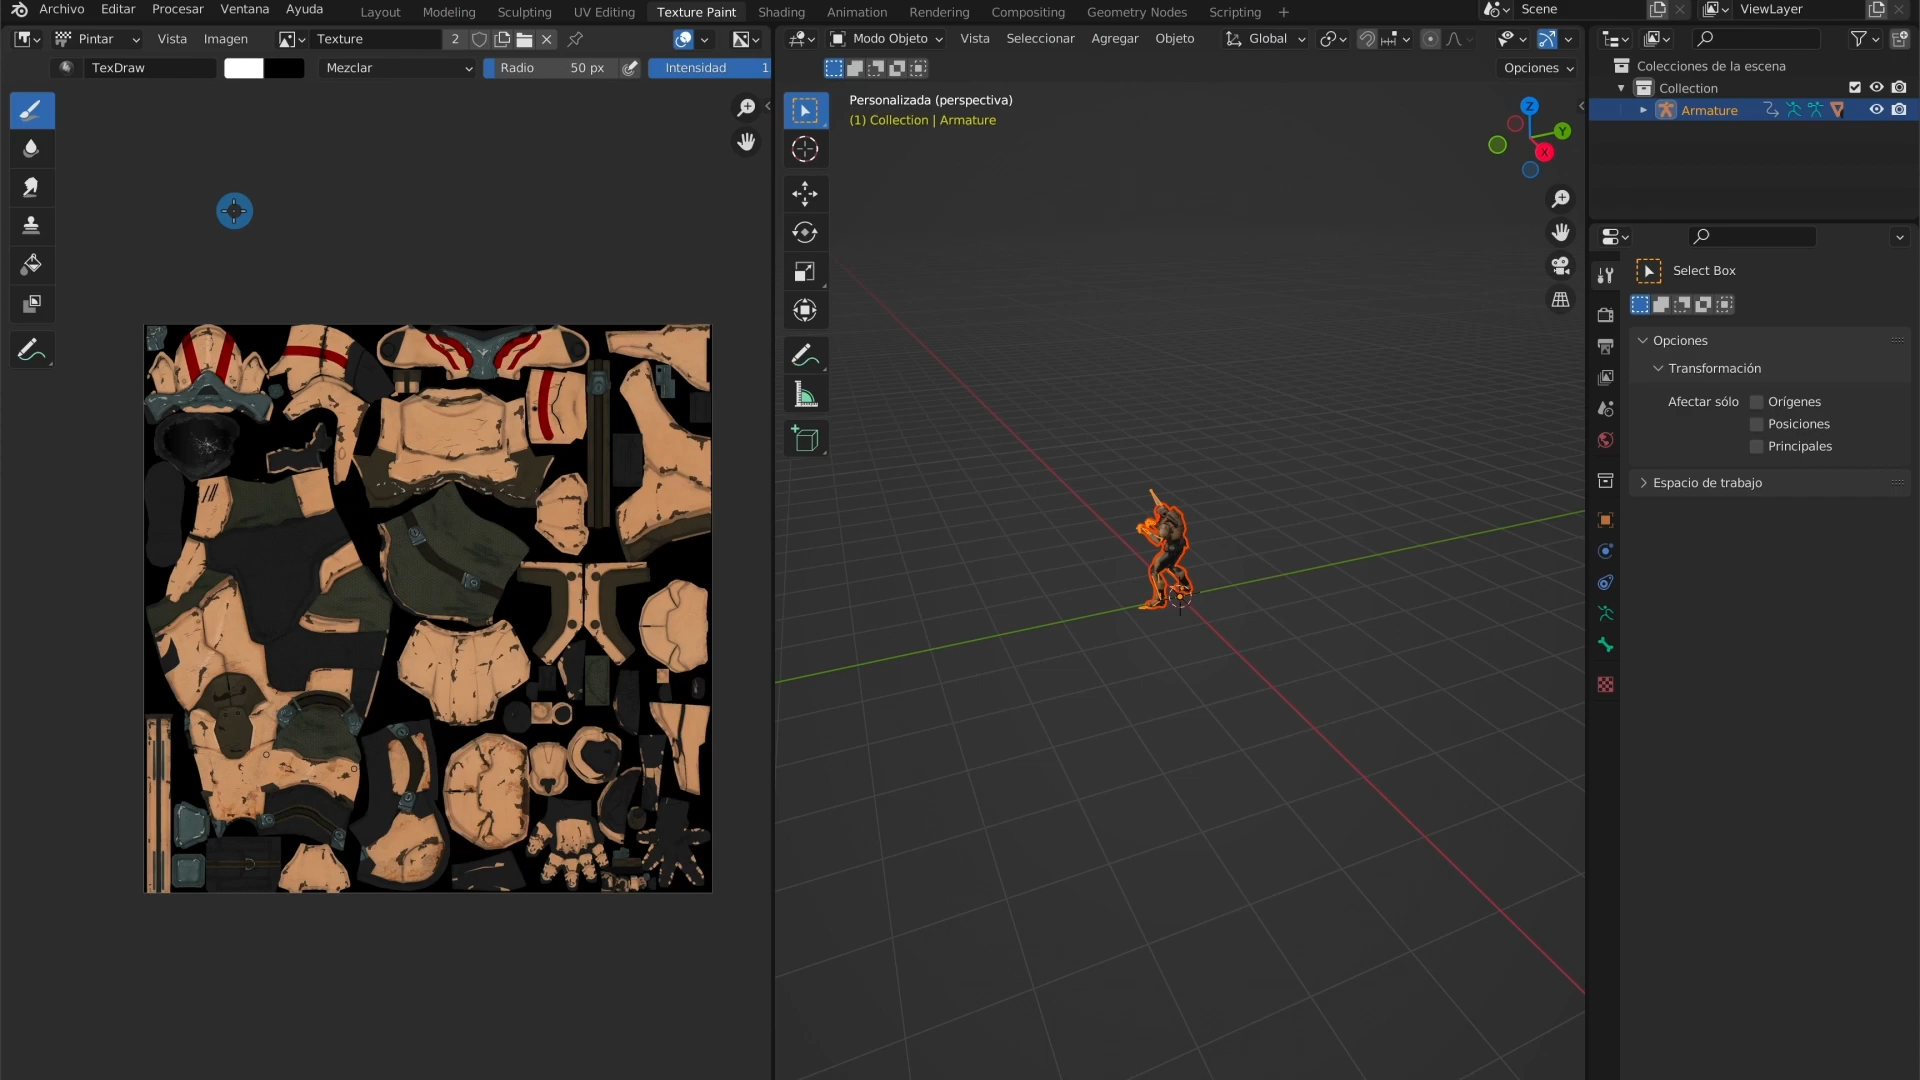 Archivo Editar Procesar Ventana Ayuda Layout Modeling Sculpting UV Editing Texture Paint Shading Animation Rendering Compositing Geometry Nodes Scripting + Scene ViewLayer
Pintar Vista Imagen Texture 2 Modo Objeto Vista Seleccionar Agregar Objeto Global
TexDraw Mezclar Radio 50 px Intensidad 1 Opciones
Personalizada (perspectiva)
(1) Collection | Armature
Z
Y
X
Colecciones de la escena
Collection
Armature
Select Box
Opciones
Transformación
Afectar sólo Orígenes
Posiciones
Principales
Espacio de trabajo